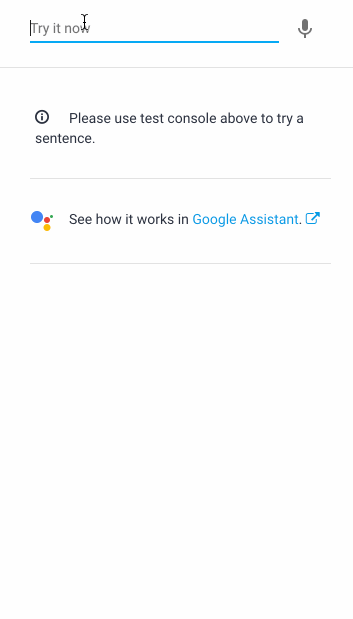 Try it now
Please use test console above to try a
sentence.
See how it works in Google Assistant.